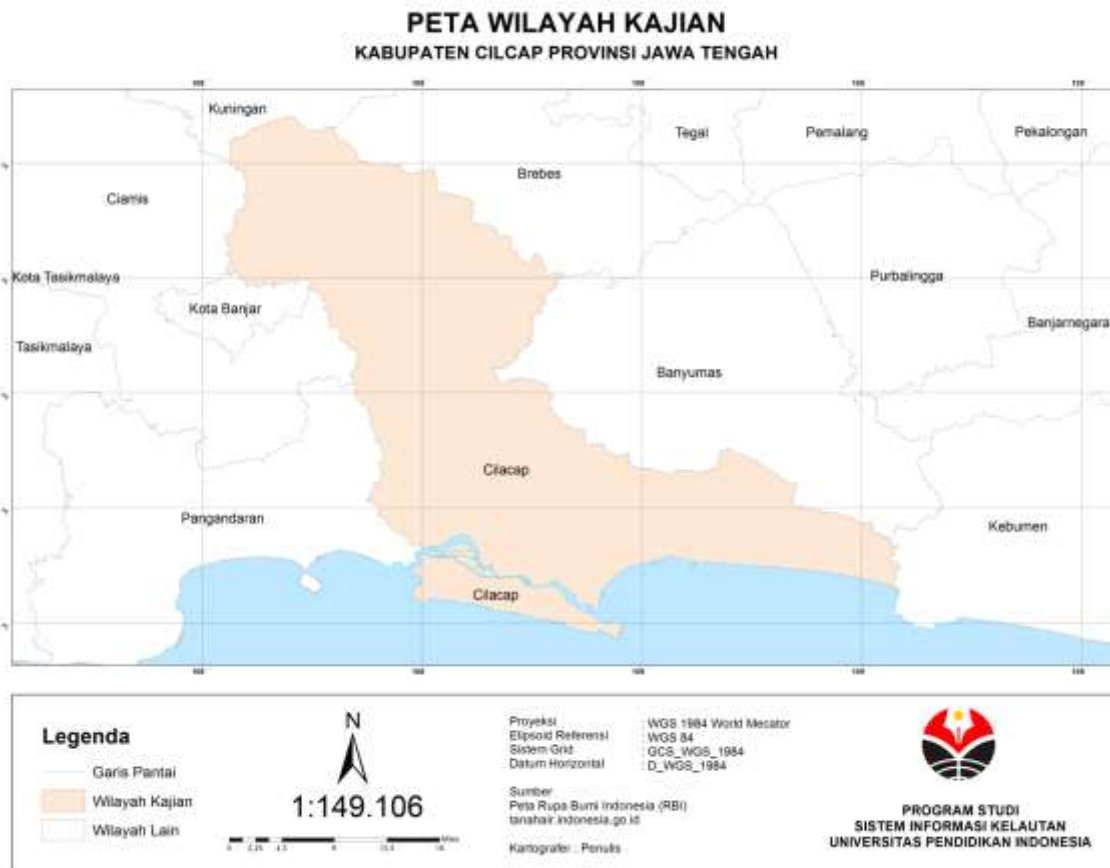 PETA WILAYAH KAJIAN
KABUPATEN CILCAP PROVINSI JAWA TENGAH
Kuningan
Tegal
Pemalang
Pekalongan
Brebes
Ciamis
Kota Tasikmalaya
Purbalingga
Kota Banjar
Banjarnegara
Tasikmalaya
Banyumas
Cilacap
Pangandaran
Kebumen
Cilacap
Legenda
Garis Pantai
Wilayah Kajian
Wilayah Lain
N
1:149.106
Miles
Proyeksi : WGS 1984 World Mecator
Elipsoid Referensi : WGS 84
Sistem Grid : GCS_WGS_1984
Datum Horizontal : D_WGS_1984
Sumber
Peta Rupa Bumi Indonesia (RBI)
tanahair.indonesia.go.id
Kartografer : Penulis
PROGRAM STUDI
SISTEM INFORMASI KELAUTAN
UNIVERSITAS PENDIDIKAN INDONESIA